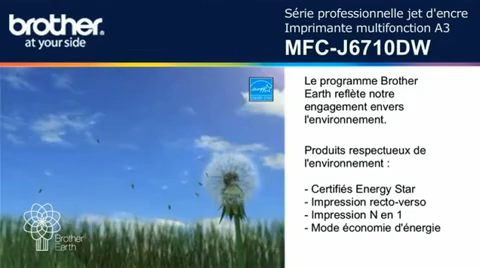 brother
at your side
Série professionnelle jet d'encre
Imprimante multifonction A3
MFC-J6710DW
Le programme Brother
Earth reflète notre
engagement envers
l'environnement.
Produits respectueux de
l'environnement :
- Certifiés Energy Star
- Impression recto-verso
- Impression N en 1
- Mode économie d'énergie
Brother
Earth